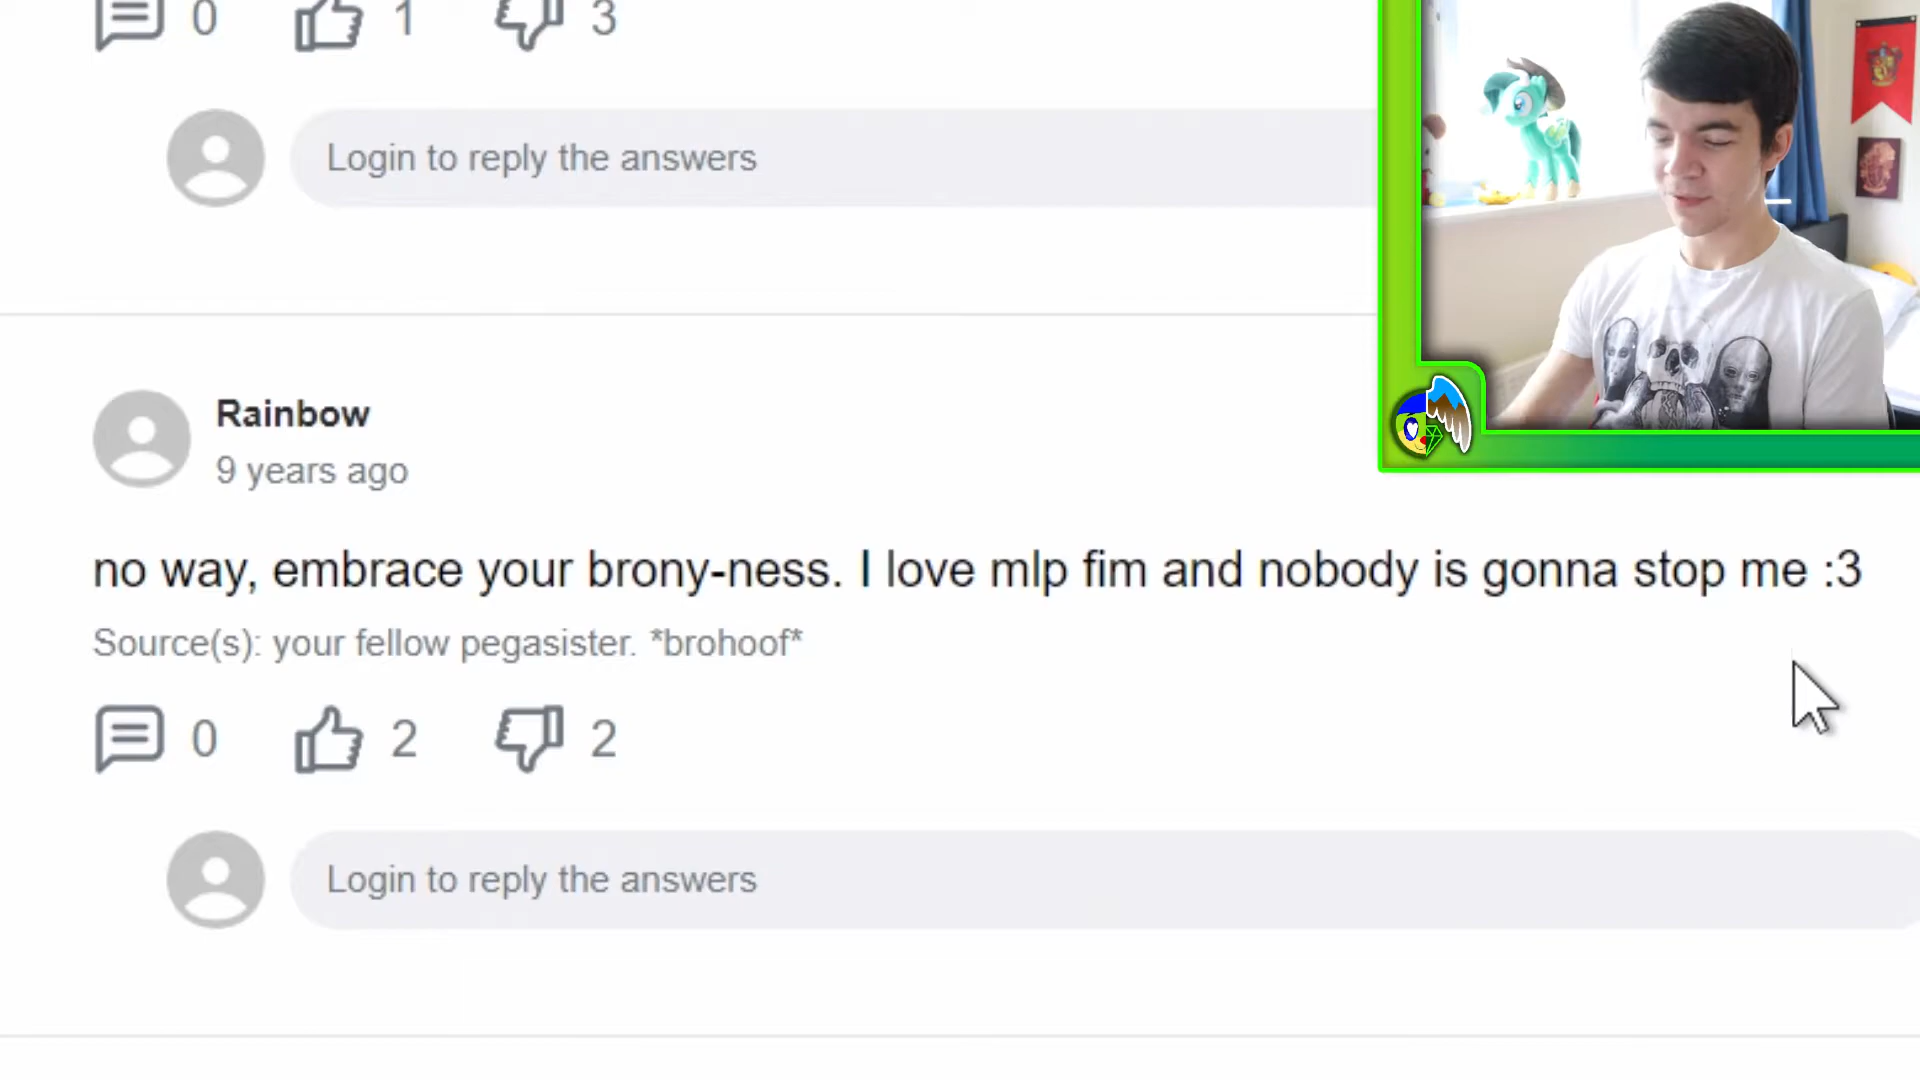 0 1 3
Login to reply the answers
Rainbow
9 years ago
no way, embrace your brony-ness. I love mlp fim and nobody is gonna stop me :3
Source(s): your fellow pegasister. *brohoof*
0 2 2
Login to reply the answers